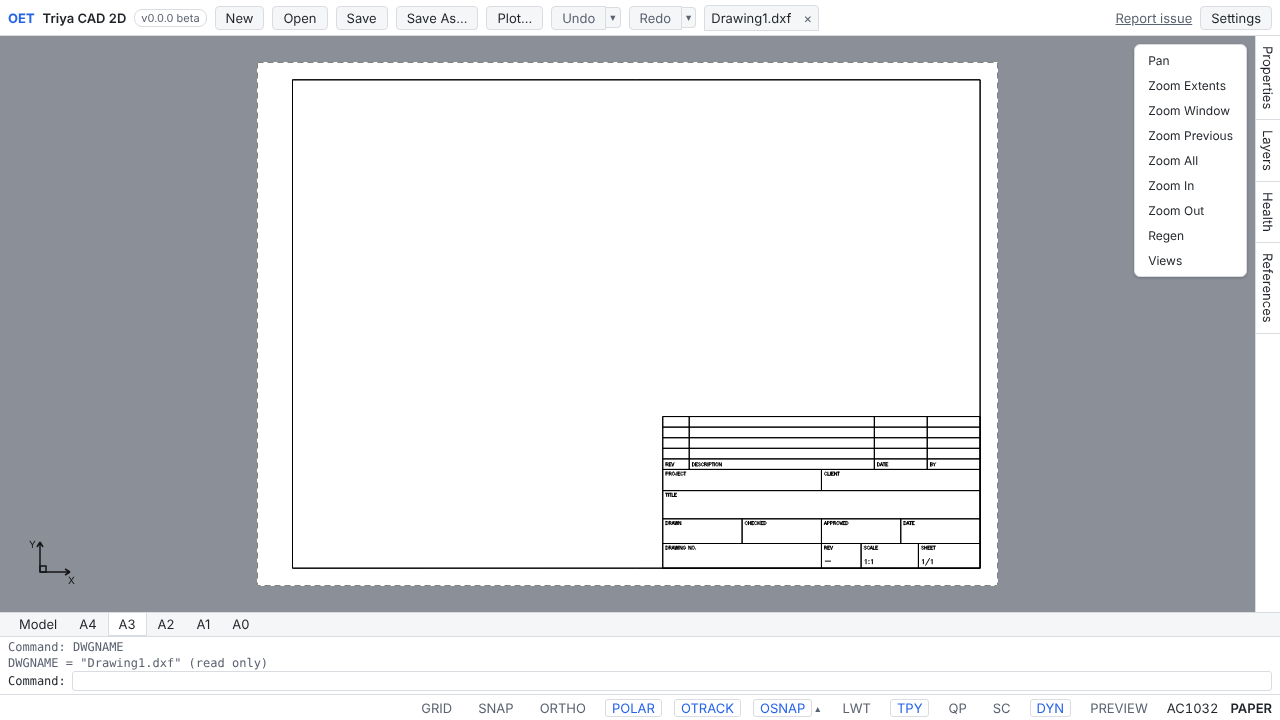 OET Triya CAD 2D v0.0.0 beta New Open Save Save As... Plot... Undo ▾ Redo ▾ Drawing1.dxf × Report issue Settings
Pan
Zoom Extents
Zoom Window
Zoom Previous
Zoom All
Zoom In
Zoom Out
Regen
Views
Properties
Layers
Health
References
REV DESCRIPTION DATE BY
PROJECT CLIENT
TITLE
DRAWN CHECKED APPROVED DATE
DRAWING NO. REV SCALE SHEET
— 1:1 1/1
Y
X
Model A4 A3 A2 A1 A0
Command: DWGNAME
DWGNAME = "Drawing1.dxf" (read only)
Command:
GRID SNAP ORTHO POLAR OTRACK OSNAP ▴ LWT TPY QP SC DYN PREVIEW AC1032 PAPER